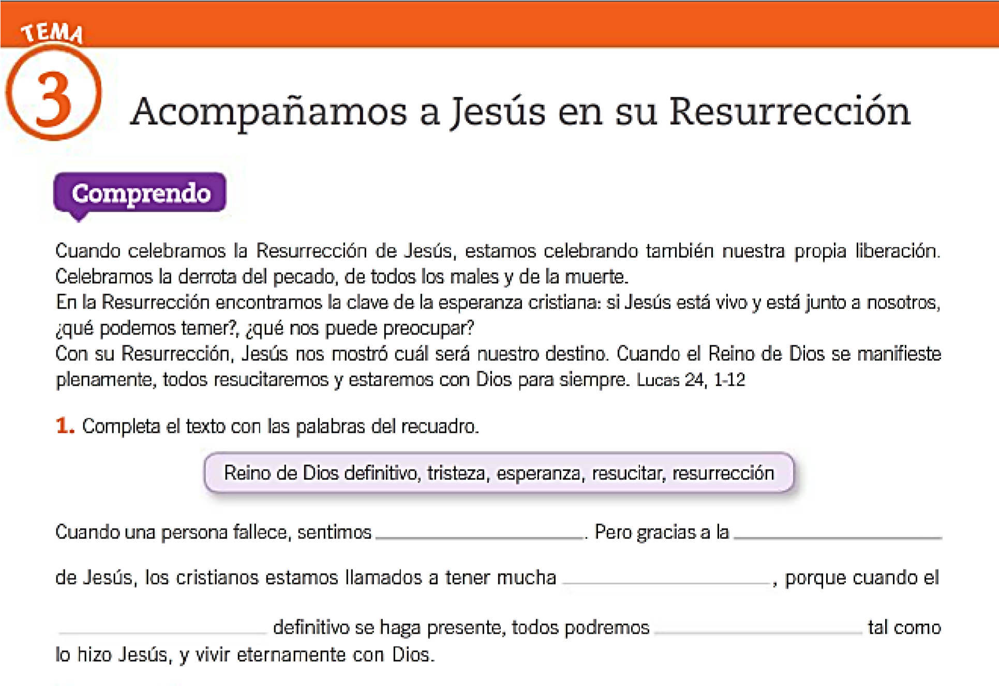 TEMA
3
Acompañamos a Jesús en su Resurrección
Comprendo
Cuando celebramos la Resurrección de Jesús, estamos celebrando también nuestra propia liberación.
Celebramos la derrota del pecado, de todos los males y de la muerte.
En la Resurrección encontramos la clave de la esperanza cristiana: si Jesús está vivo y está junto a nosotros,
¿qué podemos temer?, ¿qué nos puede preocupar?
Con su Resurrección, Jesús nos mostró cuál será nuestro destino. Cuando el Reino de Dios se manifieste
plenamente, todos resucitaremos y estaremos con Dios para siempre. Lucas 24, 1-12
1. Completa el texto con las palabras del recuadro.
Reino de Dios definitivo, tristeza, esperanza, resucitar, resurrección
Cuando una persona fallece, sentimos ____________________. Pero gracias a la ____________________
de Jesús, los cristianos estamos llamados a tener mucha ____________________, porque cuando el
____________________ definitivo se haga presente, todos podremos ____________________ tal como
lo hizo Jesús, y vivir eternamente con Dios.